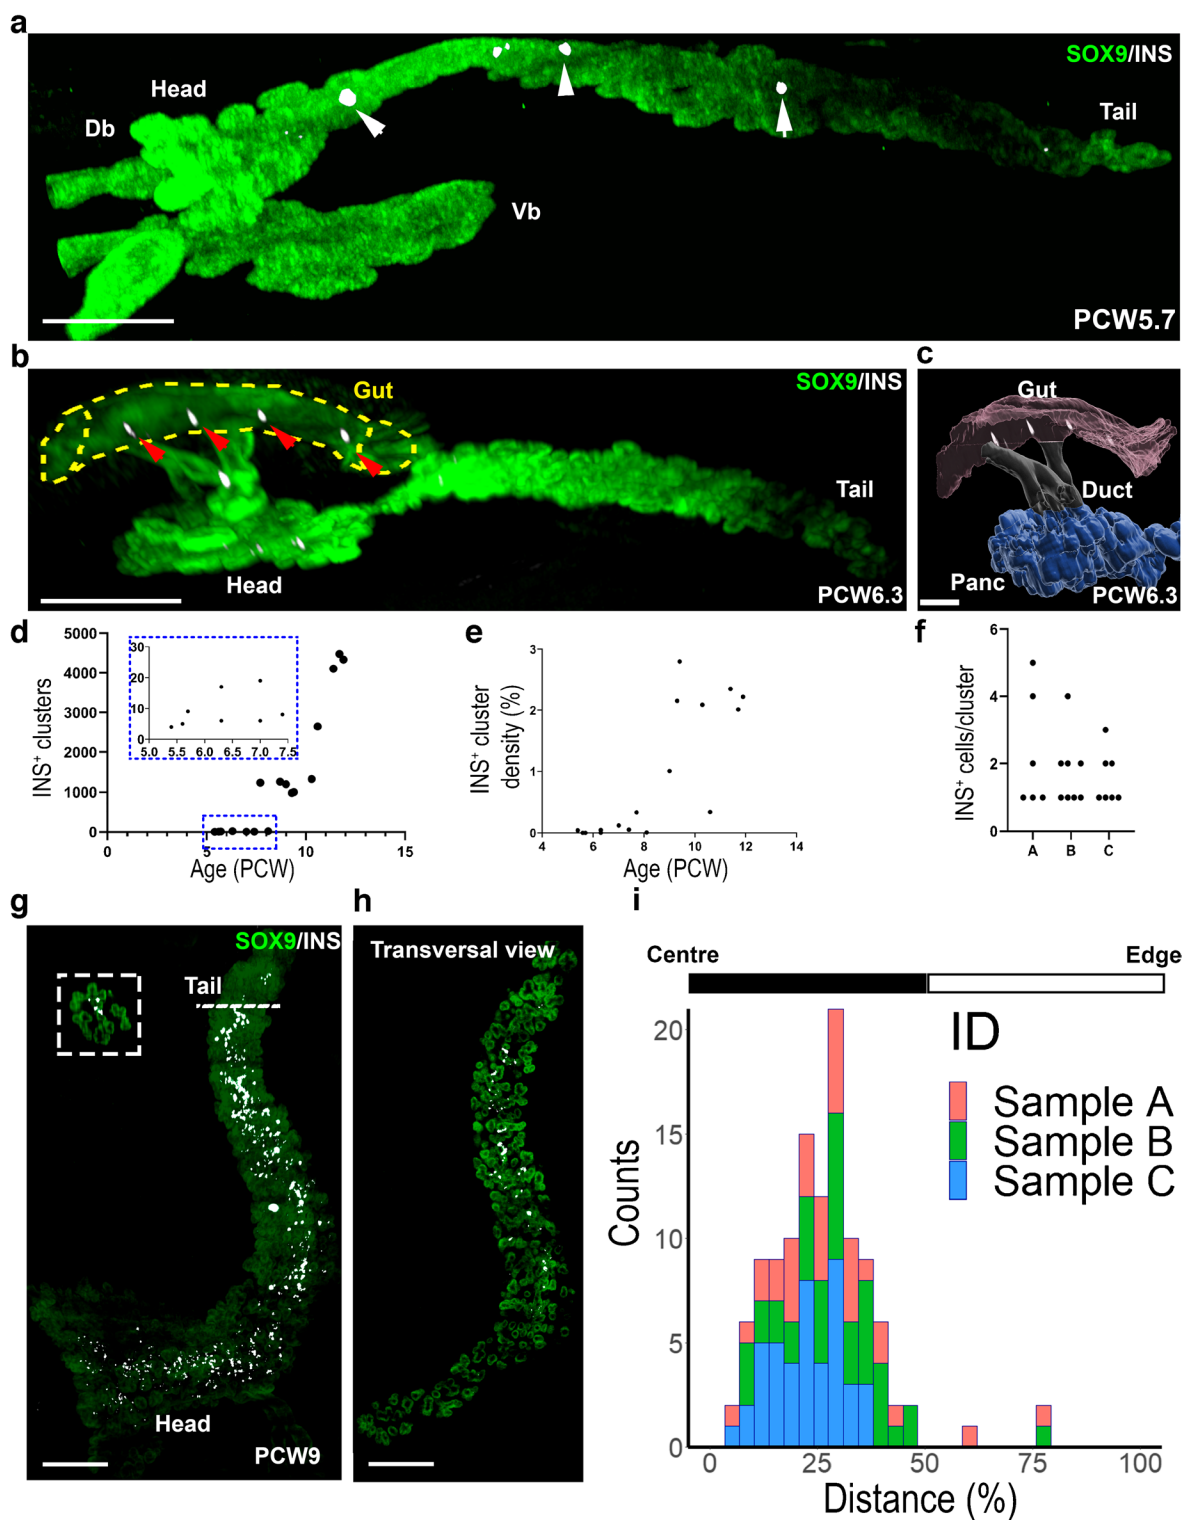 a
SOX9/INS
Head
Db
Tail
Vb
PCW5.7
b
SOX9/INS
Gut
Tail
Head
PCW6.3
c
Gut
Duct
Panc
PCW6.3
d
5000
4000
3000
2000
1000
0
INS+ clusters
30
20
10
0
5.0 5.5 6.0 6.5 7.0 7.5
0 5 10 15
Age (PCW)
e
3
2
1
0
INS+ cluster
density (%)
4 6 8 10 12 14
Age (PCW)
f
6
4
2
0
INS+ cells/cluster
A B C
g
SOX9/INS
Tail
Head
PCW9
h
Transversal view
i
Centre Edge
20
15
10
5
0
Counts
ID
Sample A
Sample B
Sample C
0 25 50 75 100
Distance (%)